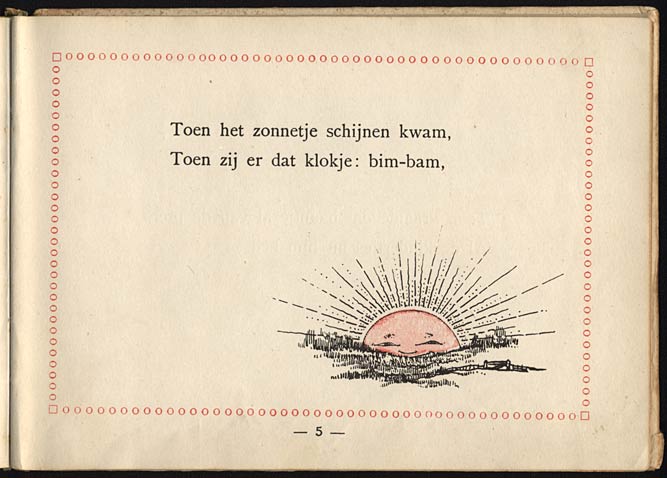 Toen het zonnetje schijnen kwam,
Toen zij er dat klokje: bim-bam,
— 5 —